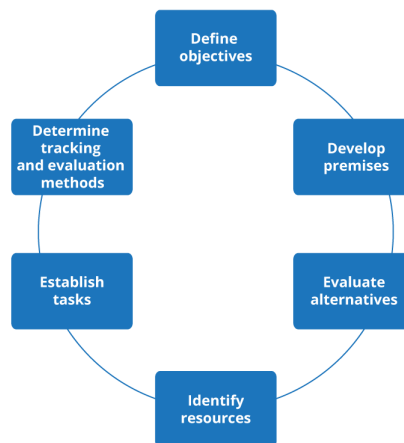 Define
objectives
Develop
premises
Evaluate
alternatives
Identify
resources
Establish
tasks
Determine
tracking
and evaluation
methods